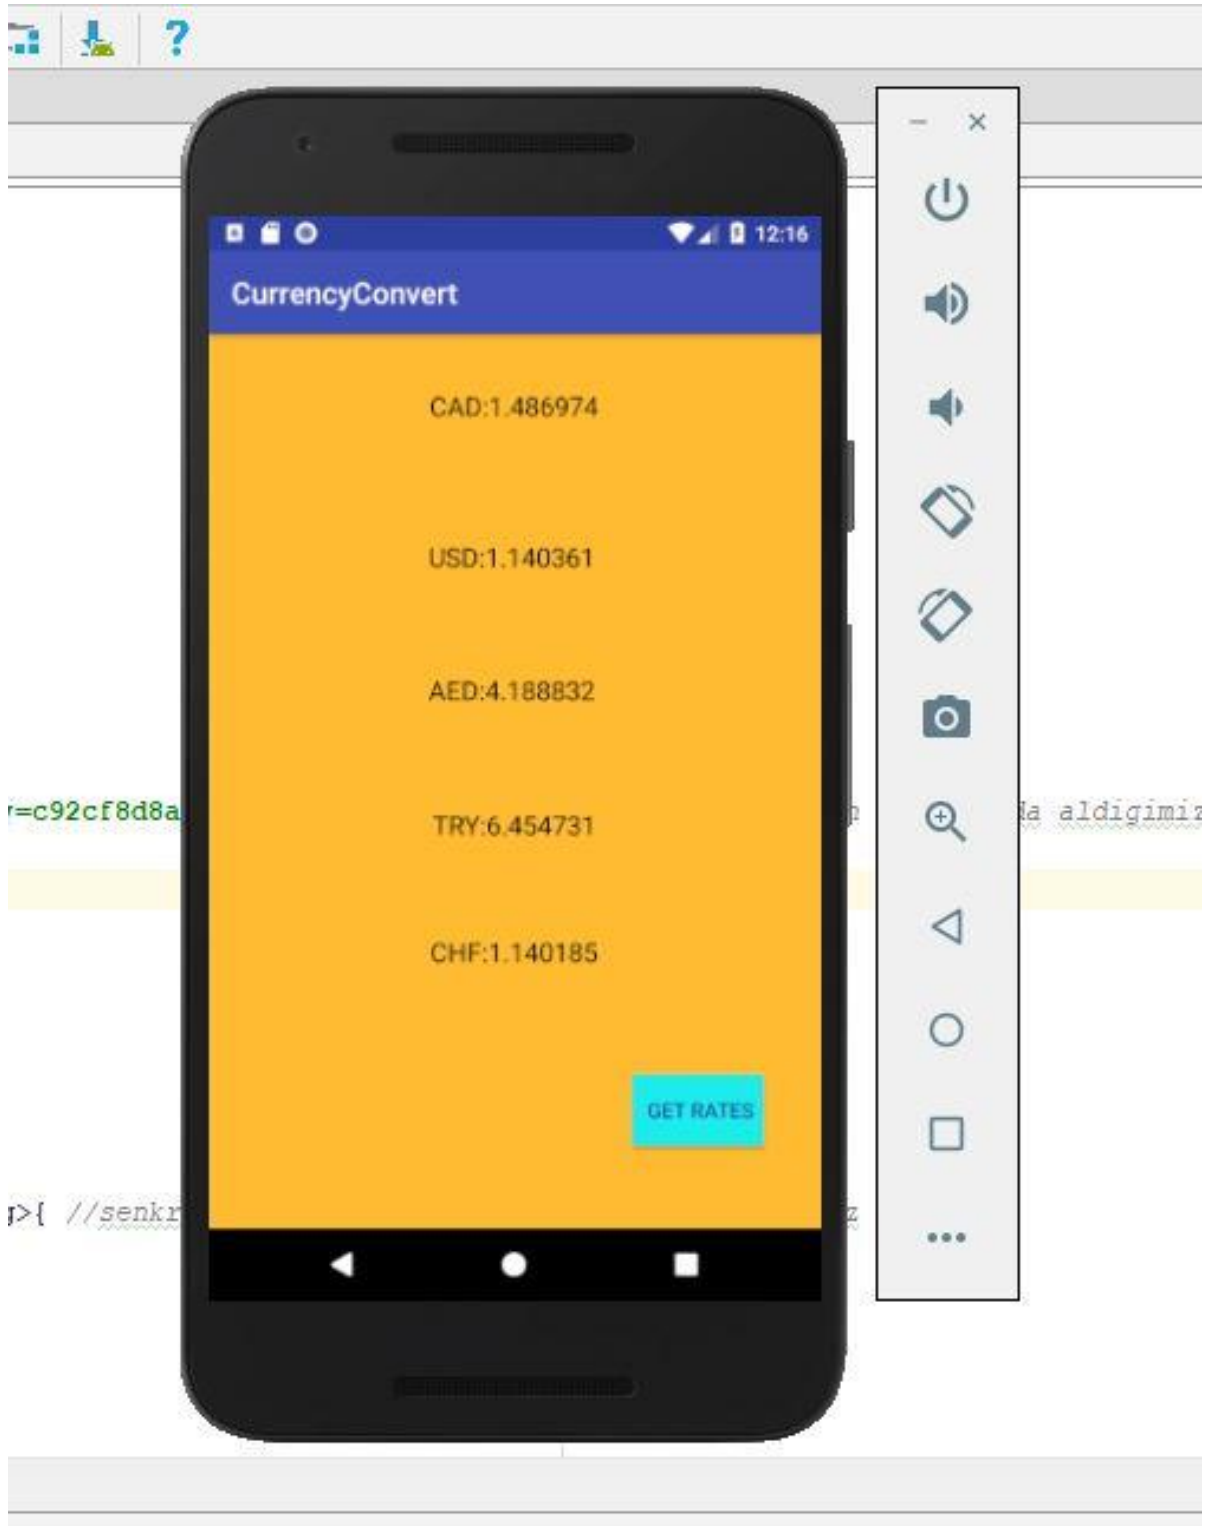 12:16
CurrencyConvert
CAD:1.486974
USD:1.140361
AED:4.188832
TRY:6.454731
CHF:1.140185
GET RATES
=c92cf8d8a
aldigimiz
>{ //senkr